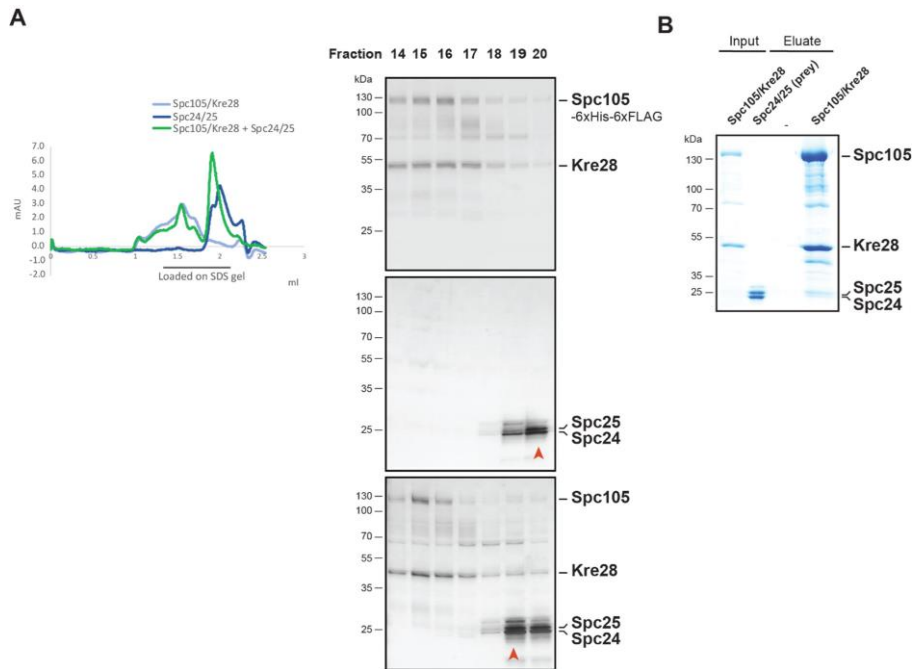 A
Spc105/Kre28
Spc24/25
Spc105/Kre28 + Spc24/25
7.0
6.0
5.0
4.0
3.0
2.0
1.0
0.0
-1.0
-2.0
mAU
0 0.5 1 1.5 2 2.5 3
Loaded on SDS gel
ml
Fraction 14 15 16 17 18 19 20
kDa
130
100
70
55
35
25
Spc105
-6xHis-6xFLAG
Kre28
kDa
130
100
70
55
35
25
Spc25
Spc24
kDa
130
100
70
55
35
25
Spc105
Kre28
Spc25
Spc24
B
Input Eluate
Spc105/Kre28
Spc24/25 (prey)
-
Spc105/Kre28
kDa
130
100
70
50
35
25
Spc105
Kre28
Spc25
Spc24